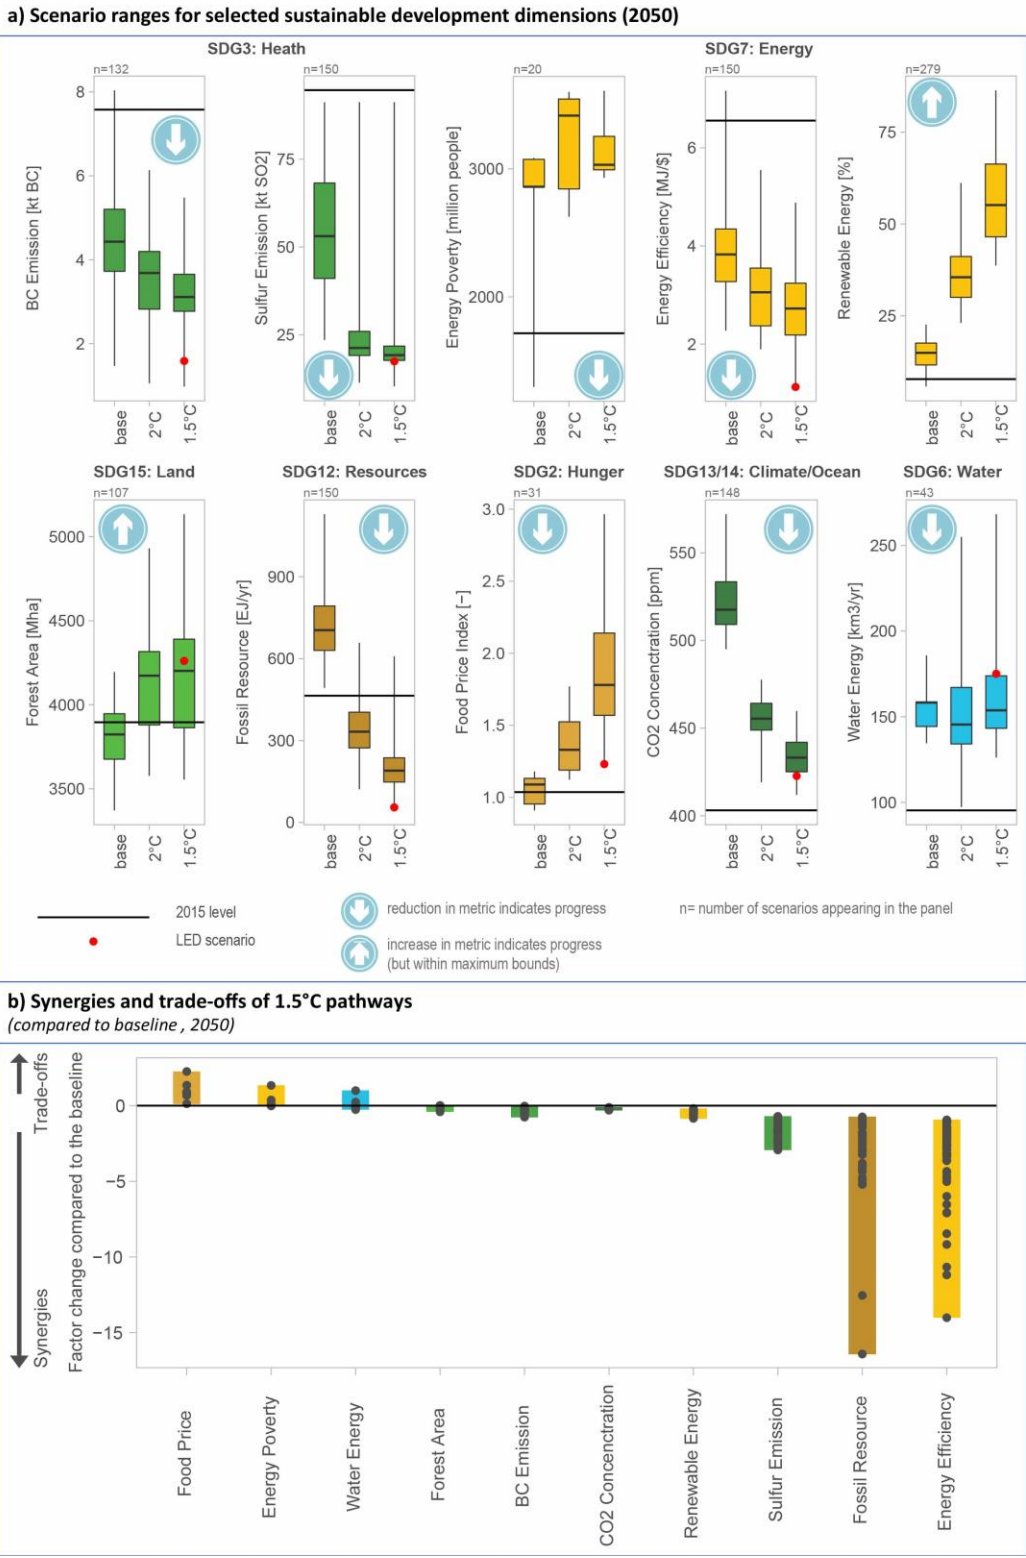 a) Scenario ranges for selected sustainable development dimensions (2050)
SDG3: Heath
SDG7: Energy
n=132
n=150
n=20
n=150
n=279
BC Emission [kt BC]
8
6
4
2
base
2°C
1.5°C
Sulfur Emission [kt SO2]
75
50
25
base
2°C
1.5°C
Energy Poverty [million people]
3000
2000
base
2°C
1.5°C
Energy Efficiency [MJ/$]
6
4
2
base
2°C
1.5°C
Renewable Energy [%]
75
50
25
base
2°C
1.5°C
SDG15: Land
SDG12: Resources
SDG2: Hunger
SDG13/14: Climate/Ocean
SDG6: Water
n=107
n=150
n=31
n=148
n=43
Forest Area [Mha]
5000
4500
4000
3500
base
2°C
1.5°C
Fossil Resource [EJ/yr]
900
600
300
0
base
2°C
1.5°C
Food Price Index [−]
3.0
2.5
2.0
1.5
1.0
base
2°C
1.5°C
CO2 Concenctration [ppm]
550
500
450
400
base
2°C
1.5°C
Water Energy [km3/yr]
250
200
150
100
base
2°C
1.5°C
2015 level
LED scenario
reduction in metric indicates progress
increase in metric indicates progress
(but within maximum bounds)
n= number of scenarios appearing in the panel
b) Synergies and trade-offs of 1.5°C pathways
(compared to baseline , 2050)
Trade-offs
Synergies
Factor change compared to the baseline
0
−5
−10
−15
Food Price
Energy Poverty
Water Energy
Forest Area
BC Emission
CO2 Concenctration
Renewable Energy
Sulfur Emission
Fossil Resource
Energy Efficiency